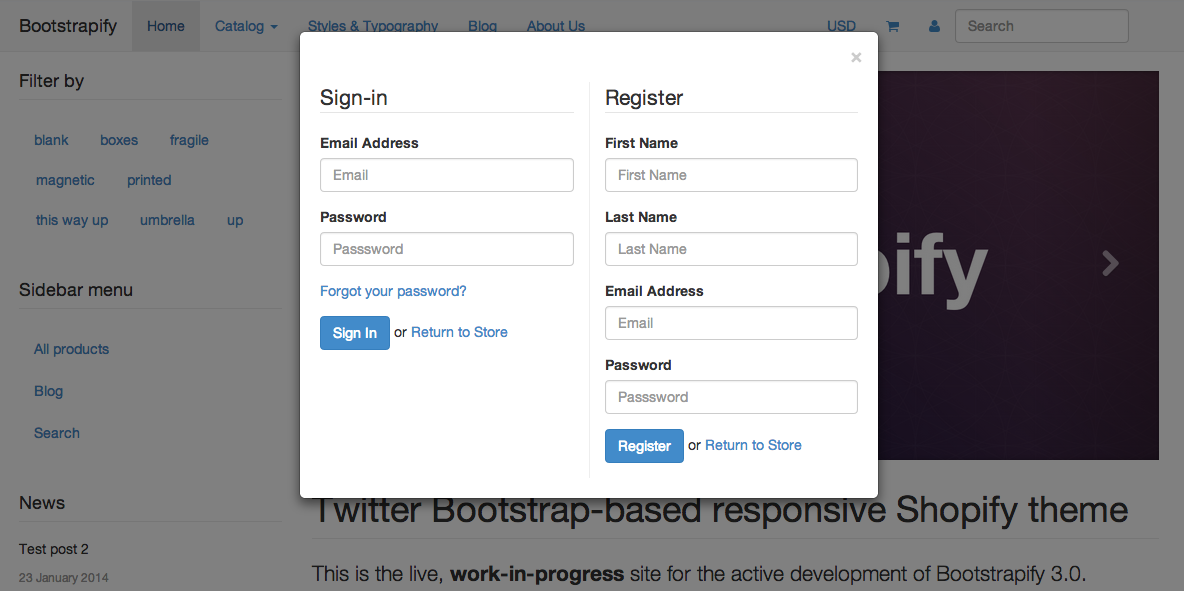 Bootstrapify Home Catalog Styles & Typography Blog About Us USD Search
Filter by
blank boxes fragile
magnetic printed
this way up umbrella up
Sidebar menu
All products
Blog
Search
News
Test post 2
23 January 2014
×
Sign-in
Email Address
Email
Password
Passsword
Forgot your password?
Sign In or Return to Store
Register
First Name
First Name
Last Name
Last Name
Email Address
Email
Password
Passsword
Register or Return to Store
ify
Twitter Bootstrap-based responsive Shopify theme
This is the live, work-in-progress site for the active development of Bootstrapify 3.0.